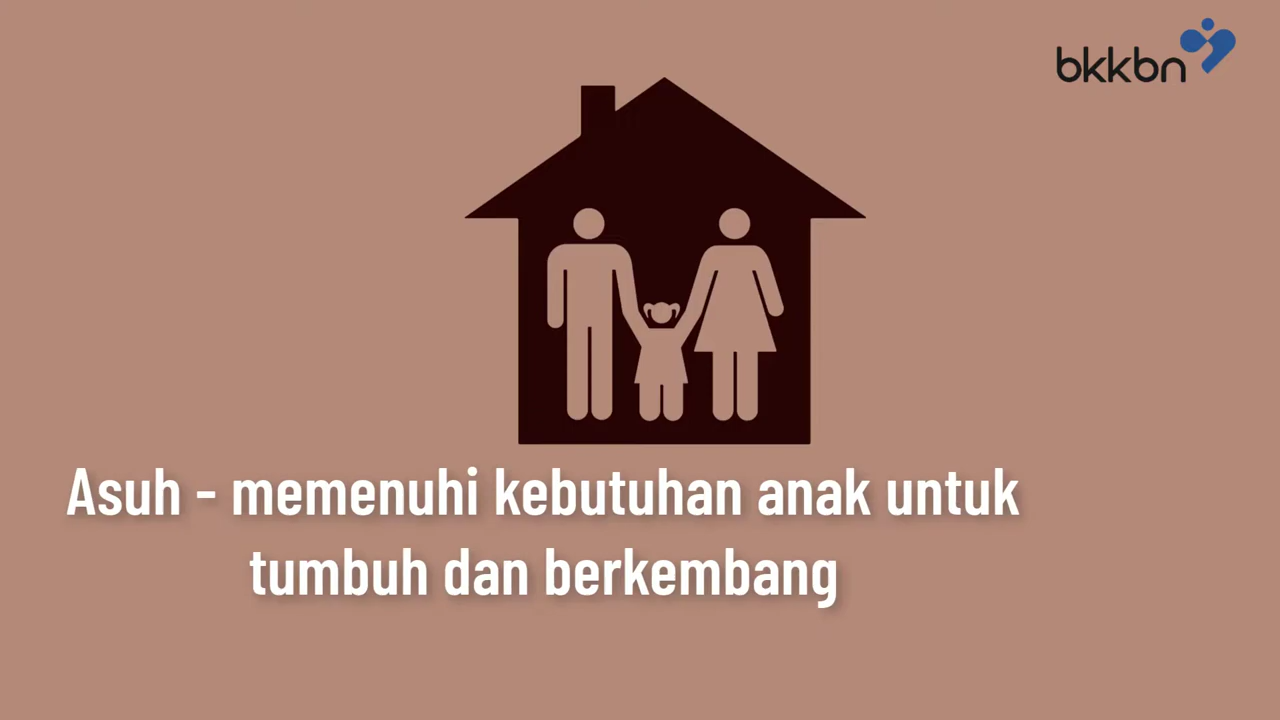 bkkbn
Asuh - memenuhi kebutuhan anak untuk
tumbuh dan berkembang